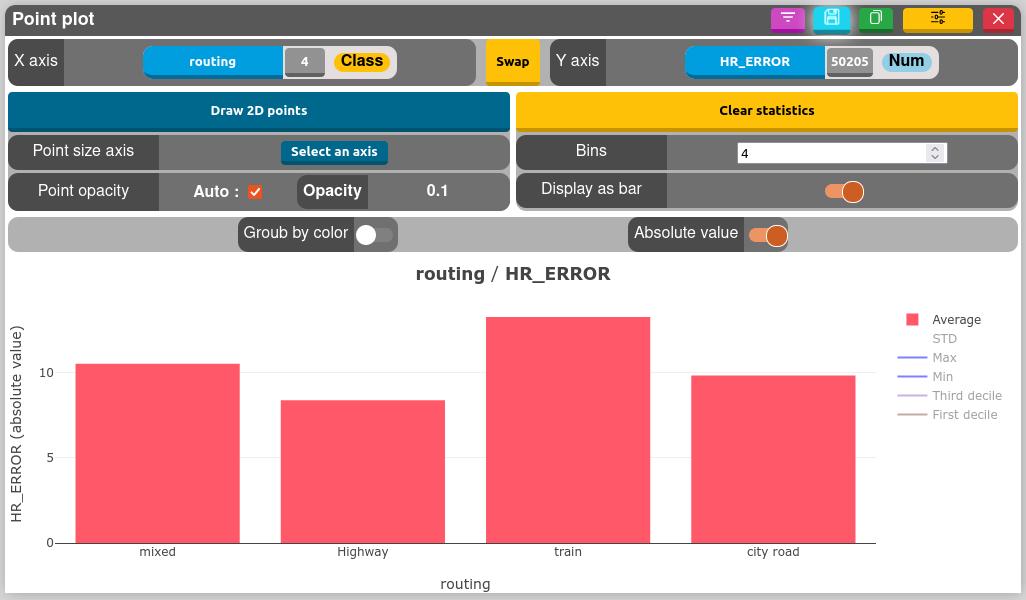 Point plot
X axis
routing
4
Class
Swap
Y axis
HR_ERROR
50205
Num
Draw 2D points
Clear statistics
Point size axis
Select an axis
Bins
4
Point opacity
Auto :
Opacity
0.1
Display as bar
Groub by color
Absolute value
routing / HR_ERROR
HR_ERROR (absolute value)
10
5
0
mixed
Highway
train
city road
routing
Average
STD
Max
Min
Third decile
First decile